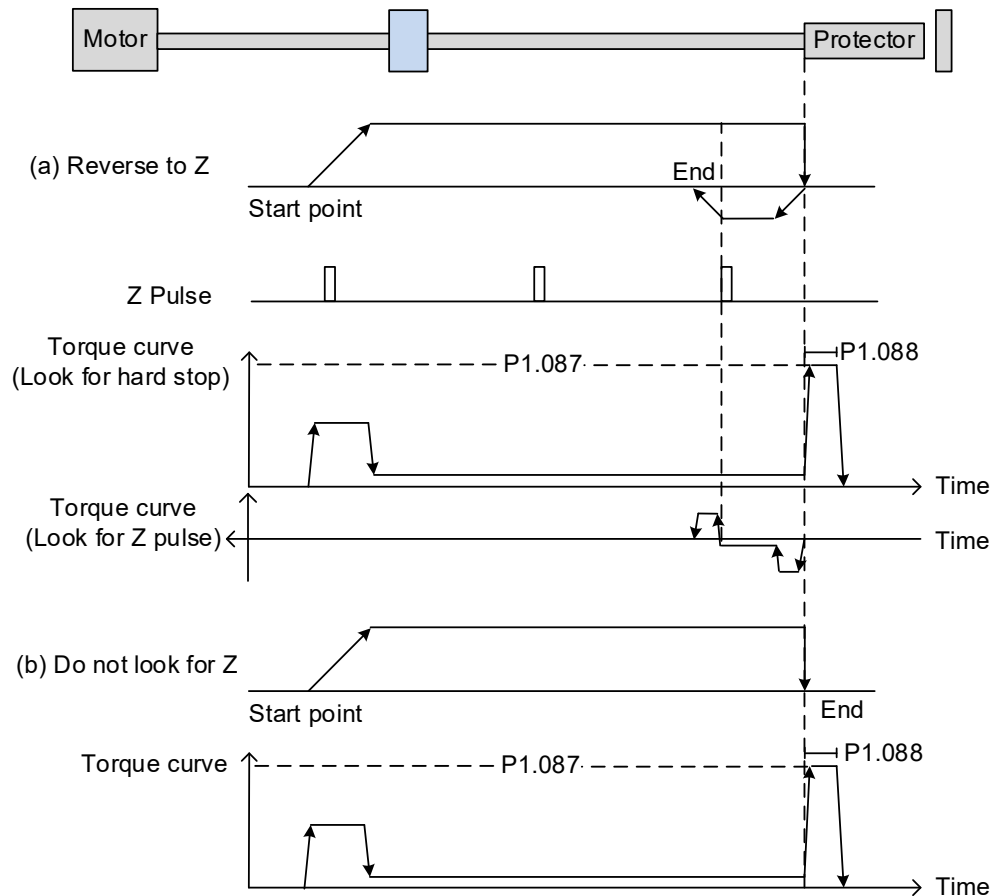 Motor
Protector
(a) Reverse to Z
End
Start point
Z Pulse
Torque curve
(Look for hard stop)
P1.087
P1.088
Time
Torque curve
(Look for Z pulse)
Time
(b) Do not look for Z
Start point
End
Torque curve
P1.087
P1.088
Time